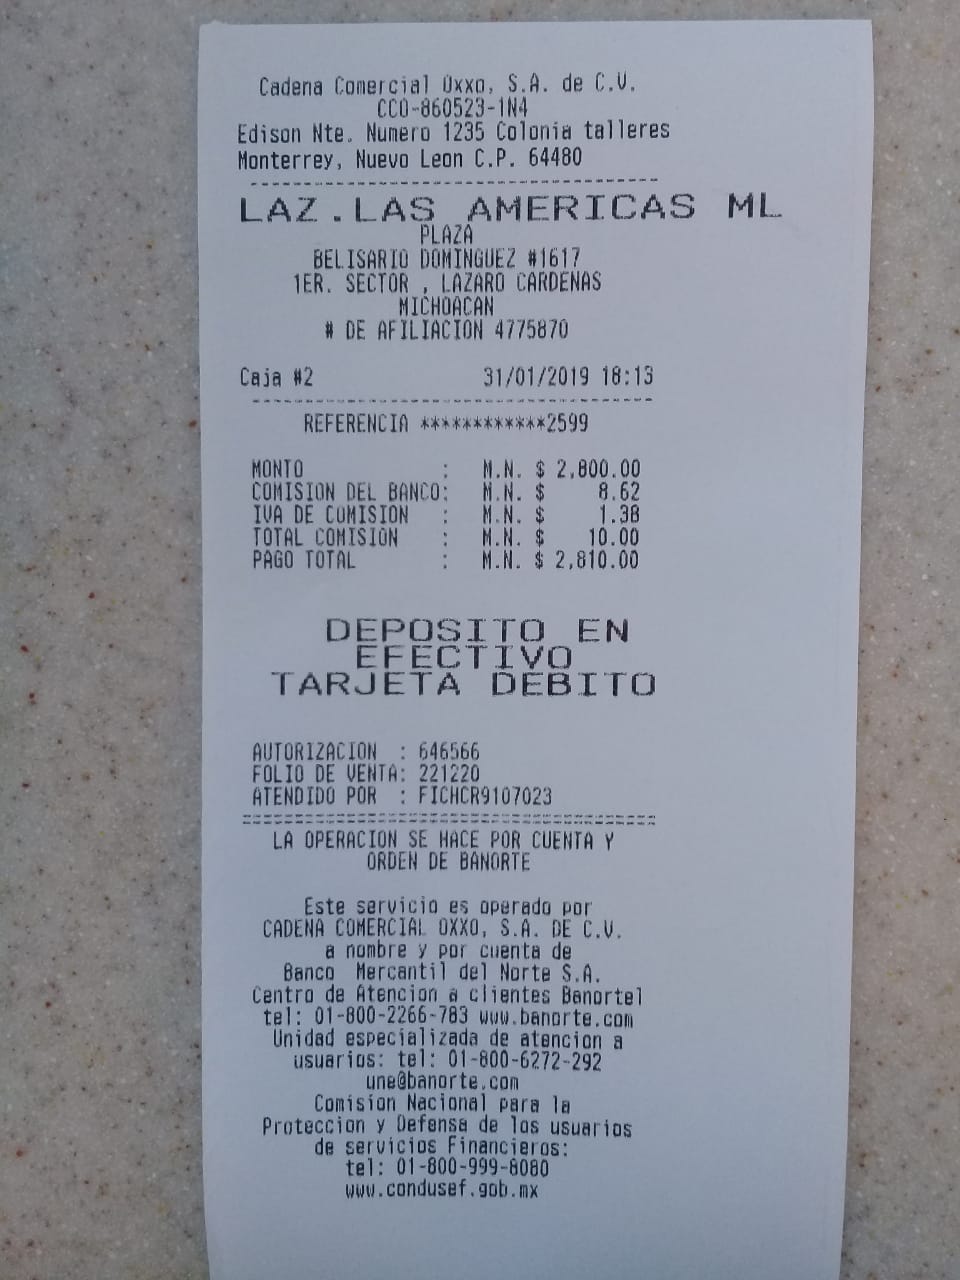 Cadena Comercial Oxxo, S.A. de C.V.
CCO-860523-1N4
Edison Nte. Numero 1235 Colonia talleres
Monterrey, Nuevo Leon C.P. 64480
LAZ.LAS AMERICAS ML
PLAZA
BELISARIO DOMINGUEZ #1617
1ER. SECTOR , LAZARO CARDENAS
MICHOACAN
# DE AFILIACION 4775870
Caja #2 31/01/2019 18:13
REFERENCIA ************2599
MONTO : M.N. $ 2,800.00
COMISION DEL BANCO: M.N. $ 8.62
IVA DE COMISION : M.N. $ 1.38
TOTAL COMISION : M.N. $ 10.00
PAGO TOTAL : M.N. $ 2,810.00
DEPOSITO EN
EFECTIVO
TARJETA DEBITO
AUTORIZACION : 646566
FOLIO DE VENTA: 221220
ATENDIDO POR : FICHCR9107023
LA OPERACION SE HACE POR CUENTA Y
ORDEN DE BANORTE
Este servicio es operado por
CADENA COMERCIAL OXXO, S.A. DE C.V.
a nombre y por cuenta de
Banco Mercantil del Norte S.A.
Centro de Atencion a clientes Banortel
tel: 01-800-2266-783 www.banorte.com
Unidad especializada de atencion a
usuarios: tel: 01-800-6272-292
une@banorte.com
Comision Nacional para la
Proteccion y Defensa de los usuarios
de servicios Financieros:
tel: 01-800-999-8080
www.condusef.gob.mx